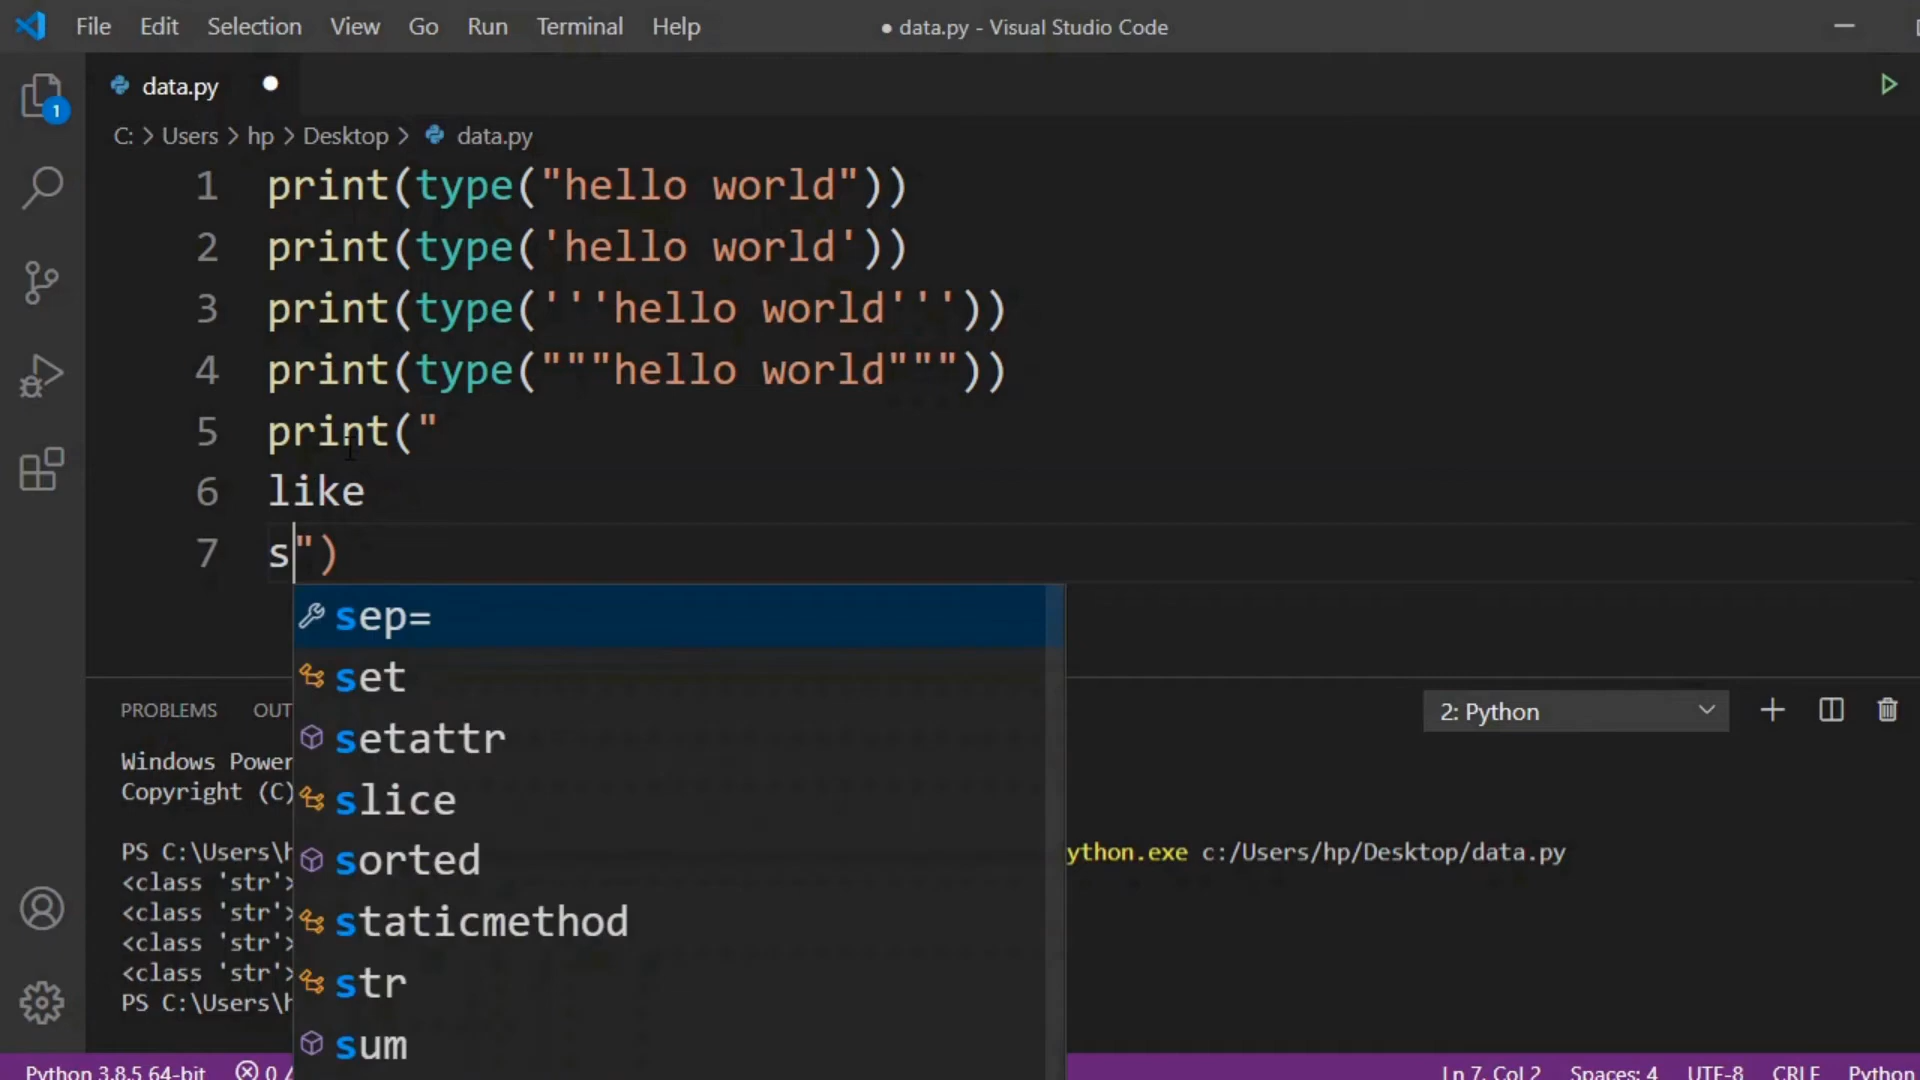 File Edit Selection View Go Run Terminal Help ● data.py - Visual Studio Code
data.py
1
C: > Users > hp > Desktop > data.py
1 print(type("hello world"))
2 print(type('hello world'))
3 print(type('''hello world'''))
4 print(type("""hello world"""))
5 print("
6 like
7 s")
sep=
set
setattr
slice
sorted
staticmethod
str
sum
PROBLEMS OUT
2: Python
Windows Power
Copyright (C)
PS C:\Users\h ython.exe c:/Users/hp/Desktop/data.py
<class 'str'>
<class 'str'>
<class 'str'>
<class 'str'>
PS C:\Users\h
Python 3.8.5 64-bit 0 Ln 7, Col 2 Spaces: 4 UTF-8 CRLF Python